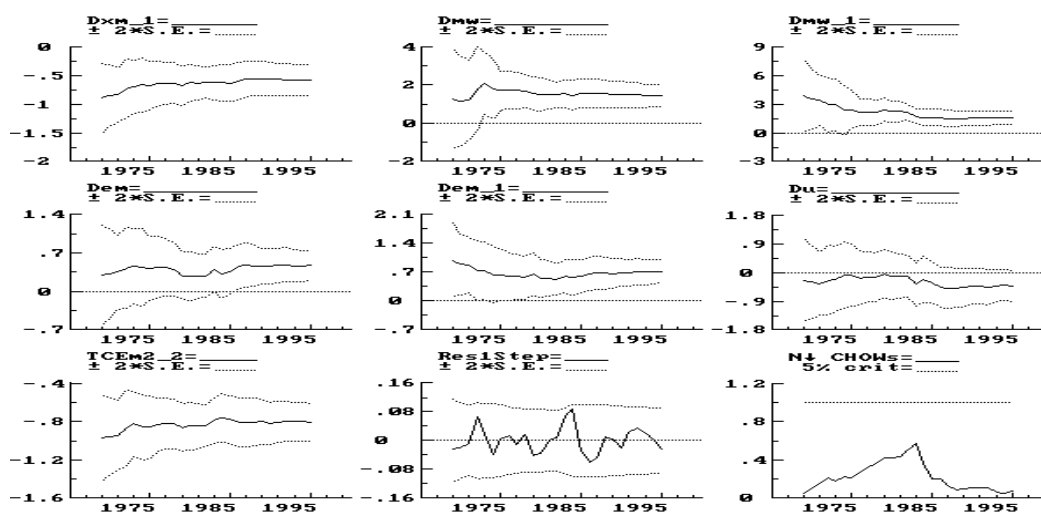 Dxm_1=
± 2*S.E.=
0
-.5
-1
-1.5
-2
1975 1985 1995
Dmw=
± 2*S.E.=
4
2
0
-2
1975 1985 1995
Dmw_1=
± 2*S.E.=
9
6
3
0
-3
1975 1985 1995
Dem=
± 2*S.E.=
1.4
.7
0
-.7
1975 1985 1995
Dem_1=
± 2*S.E.=
2.1
1.4
.7
0
-.7
1975 1985 1995
Du=
± 2*S.E.=
1.8
.9
0
-.9
-1.8
1975 1985 1995
TCEm2_2=
± 2*S.E.=
-.4
-.8
-1.2
-1.6
1975 1985 1995
Res1Step=
± 2*S.E.=
.16
.08
0
-.08
-.16
1975 1985 1995
N↓ CHOWs=
5% crit=
1.2
.8
.4
0
1975 1985 1995